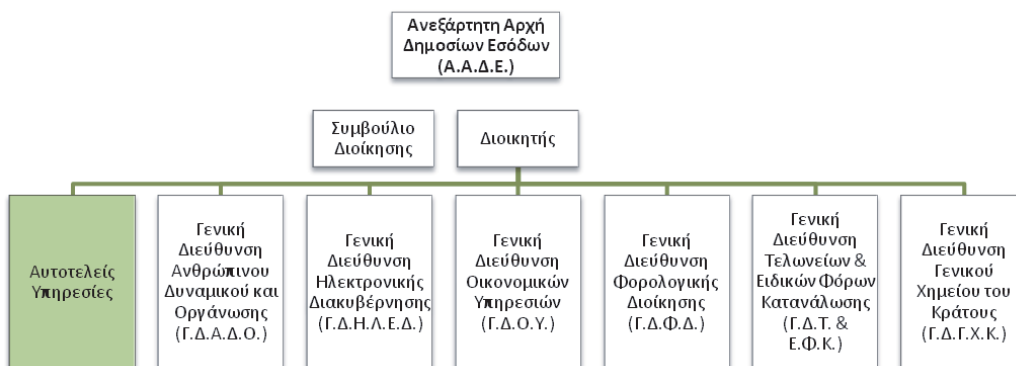 Ανεξάρτητη Αρχή
Δημοσίων Εσόδων
(Α.Α.Δ.Ε.)
Συμβούλιο
Διοίκησης
Διοικητής
Αυτοτελείς
Υπηρεσίες
Γενική
Διεύθυνση
Ανθρώπινου
Δυναμικού και
Οργάνωσης
(Γ.Δ.Α.Δ.Ο.)
Γενική
Διεύθυνση
Ηλεκτρονικής
Διακυβέρνησης
(Γ.Δ.Η.Λ.Ε.Δ.)
Γενική
Διεύθυνση
Οικονομικών
Υπηρεσιών
(Γ.Δ.Ο.Υ.)
Γενική
Διεύθυνση
Φορολογικής
Διοίκησης
(Γ.Δ.Φ.Δ.)
Γενική
Διεύθυνση
Τελωνείων &
Ειδικών Φόρων
Κατανάλωσης
(Γ.Δ.Τ. &
Ε.Φ.Κ.)
Γενική
Διεύθυνση
Γενικού
Χημείου του
Κράτους
(Γ.Δ.Γ.Χ.Κ.)